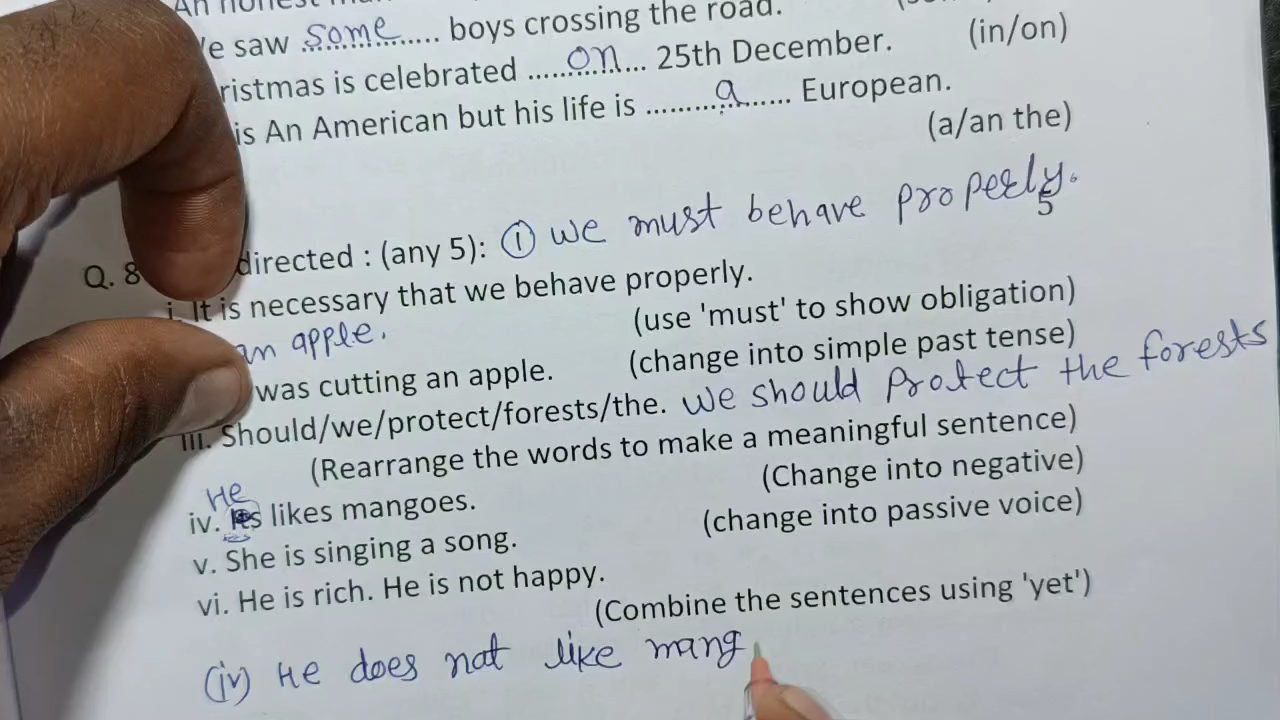 An honest
e saw some boys crossing the road.
ristmas is celebrated ............... on ............... 25th December. (in/on)
is An American but his life is ............... a ............... European.
(a/an the)
5
Q. 8 directed : (any 5): ① We must behave properly.
i. It is necessary that we behave properly.
(use 'must' to show obligation)
an apple.
was cutting an apple. (change into simple past tense)
iii. Should/we/protect/forests/the. We should Protect the forests
(Rearrange the words to make a meaningful sentence)
He
iv. likes mangoes. (Change into negative)
v. She is singing a song. (change into passive voice)
vi. He is rich. He is not happy.
(Combine the sentences using 'yet')
(iv) He does not like mang